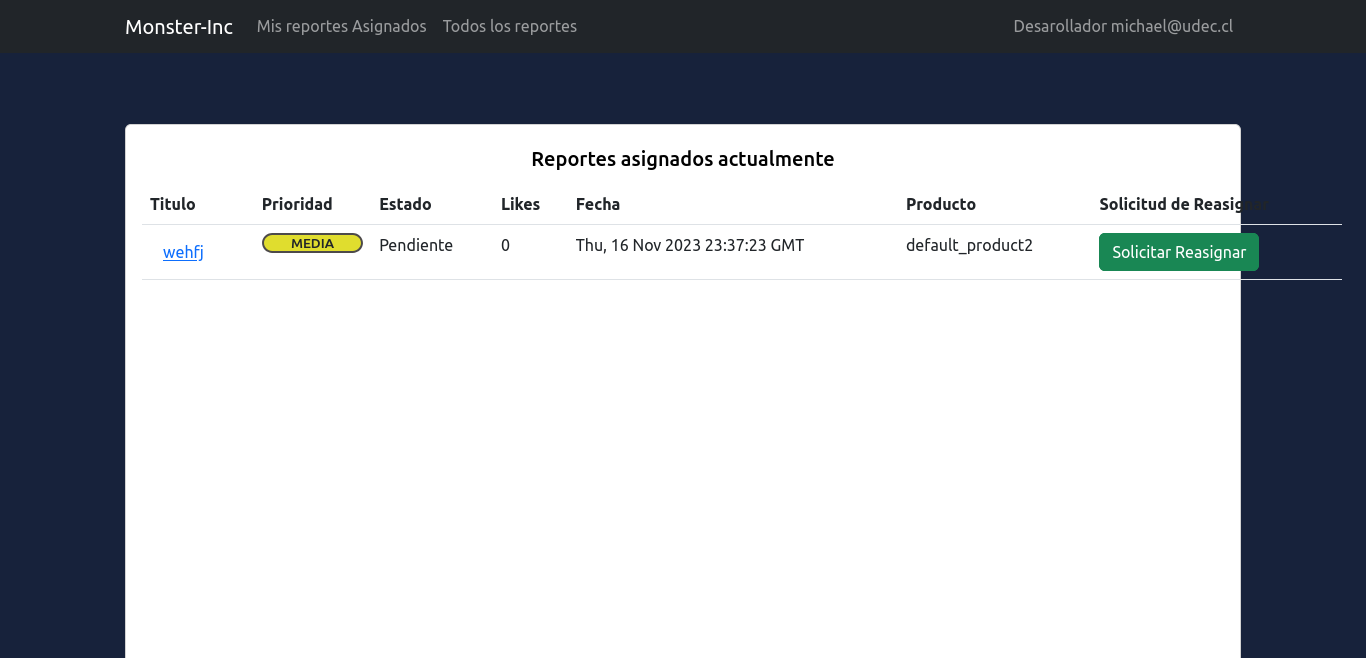 Monster-Inc Mis reportes Asignados Todos los reportes Desarollador michael@udec.cl
Reportes asignados actualmente
Titulo Prioridad Estado Likes Fecha Producto Solicitud de Reasignar
wehfj MEDIA Pendiente 0 Thu, 16 Nov 2023 23:37:23 GMT default_product2 Solicitar Reasignar